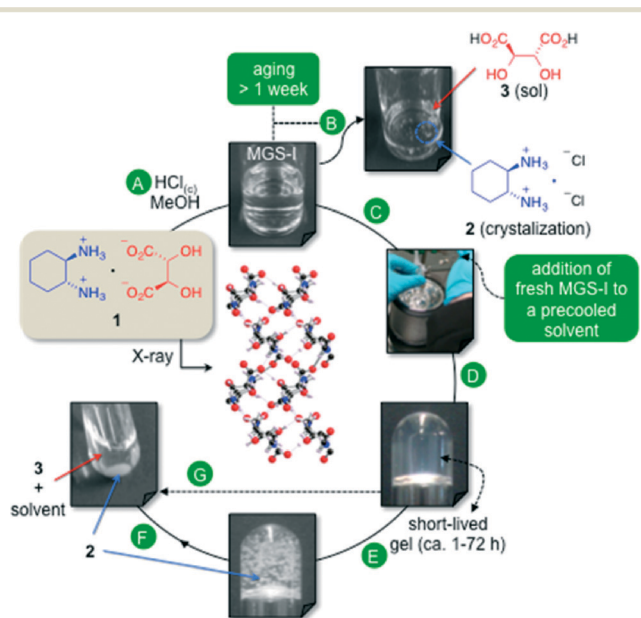 aging
> 1 week
B
HO₂C CO₂H
HO OH
3 (sol)
MGS-I
A HCl(c)
MeOH
+
NH₃ ⁻Cl
•
NH₃ ⁻Cl
+
2 (crystalization)
C
+
NH₃ ⁻O₂C OH
•
NH₃ ⁻O₂C OH
+
1
addition of
fresh MGS-I to
a precooled
solvent
X-ray
D
3
+
solvent
G
short-lived
gel (ca. 1-72 h)
2
F
E